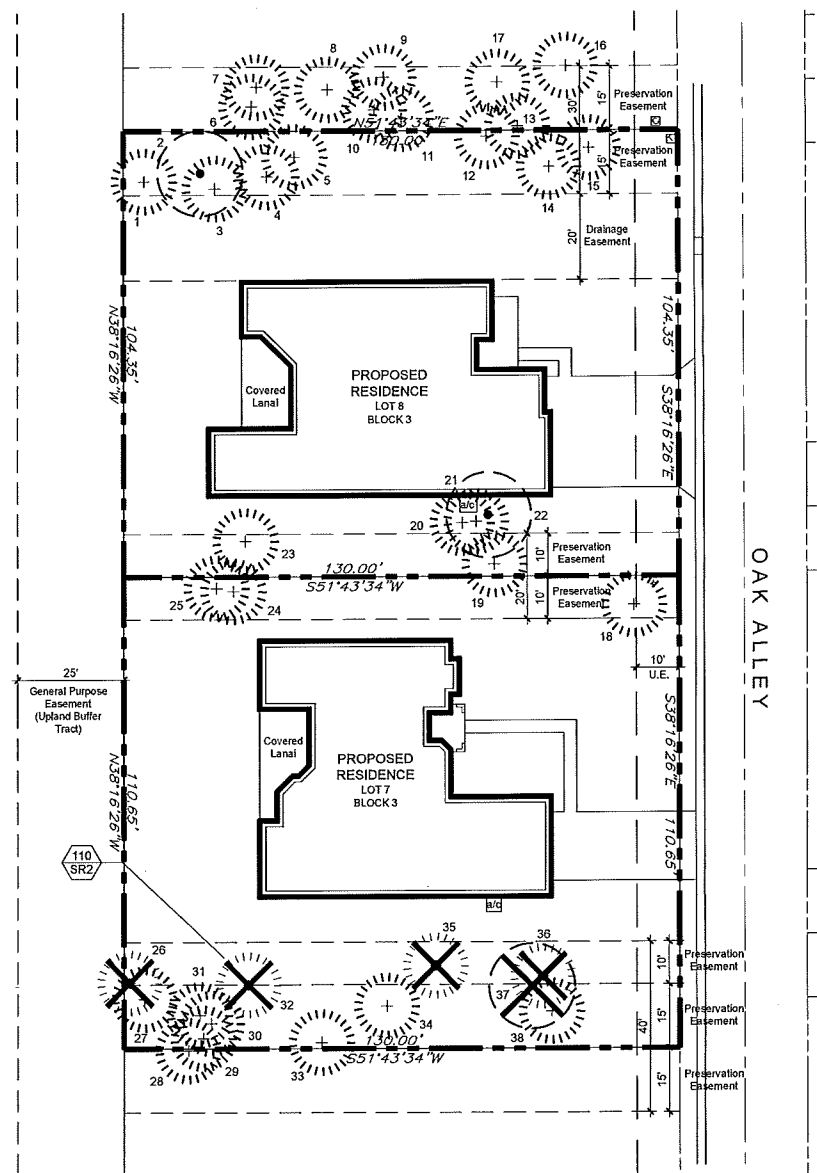 7
8
9
17
16
Preservation
Easement
15'
30'
6
2
N51°43'34"E
13
10
11
12
15'
Preservation
Easement
5
14
15
1
3
4
20'
Drainage
Easement
104.35'
N38°16'26"W
104.35'
S38°16'26"E
Covered
Lanai
PROPOSED
RESIDENCE
LOT 8
BLOCK 3
21
a/c
20
22
23
10'
Preservation
Easement
130.00'
S51°43'34"W
19
20'
10'
Preservation
Easement
25
24
18
OAK ALLEY
25'
General Purpose
Easement
(Upland Buffer
Tract)
10'
U.E.
Covered
Lanai
PROPOSED
RESIDENCE
LOT 7
BLOCK 3
N38°16'26"W
110.65'
S38°16'26"E
110.65'
110
SR2
a/c
26
35
36
10'
Preservation
Easement
31
32
37
27
30
34
38
40'
15'
Preservation
Easement
28
29
33
130.00'
S51°43'34"W
15'
Preservation
Easement